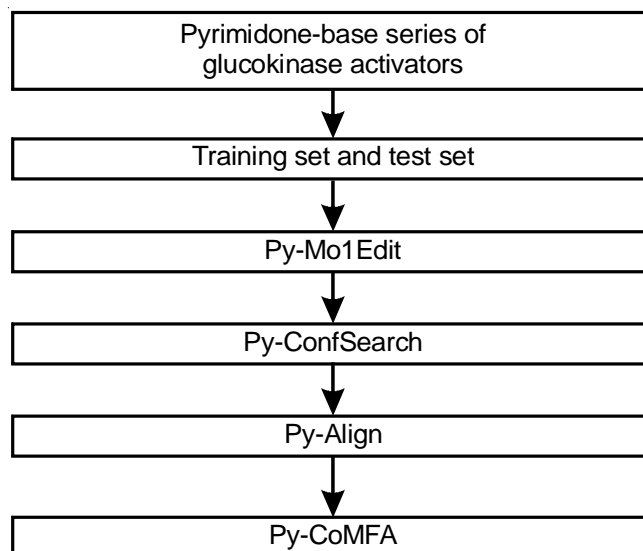 Pyrimidone-base series of
glucokinase activators
Training set and test set
Py-Mo1Edit
Py-ConfSearch
Py-Align
Py-CoMFA